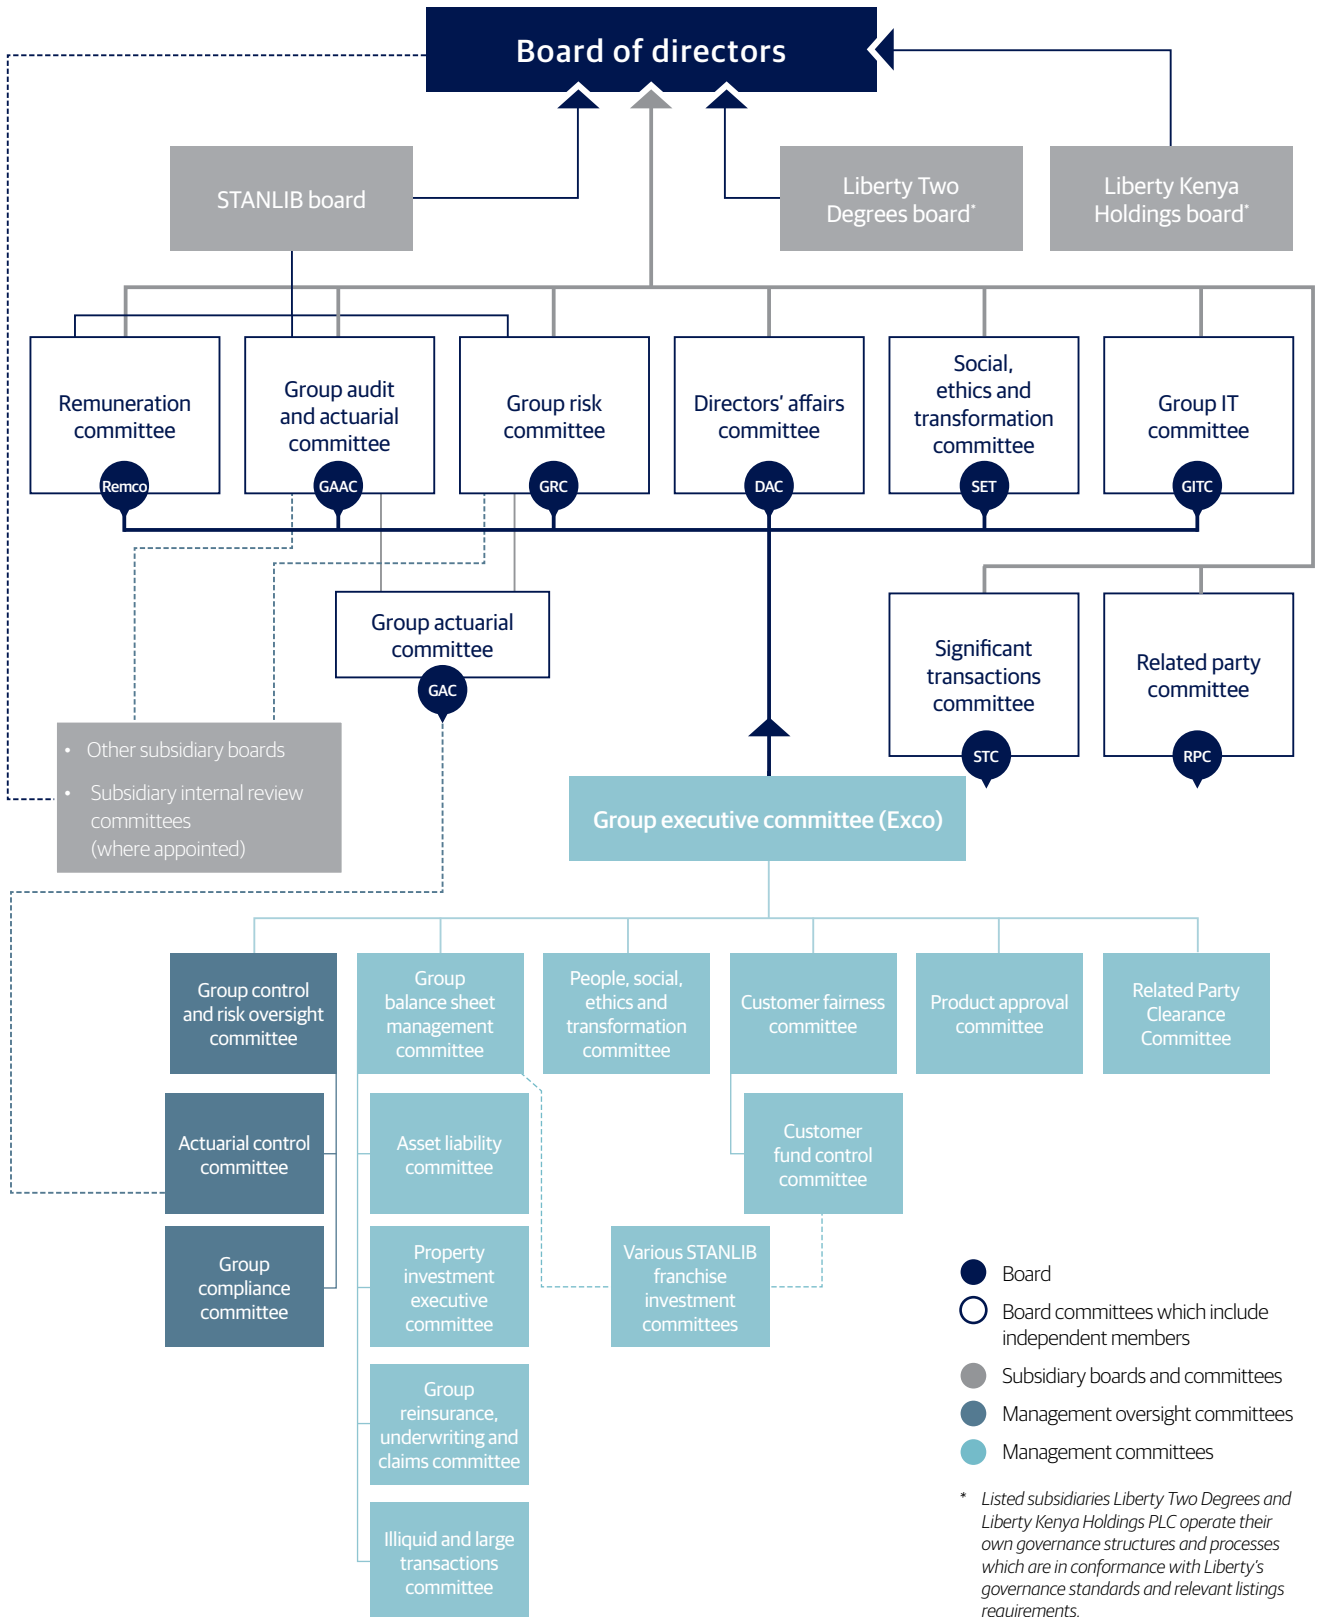 Board of directors
STANLIB board
Liberty Two
Degrees board*
Liberty Kenya
Holdings board*
Remuneration
committee
Remco
Group audit
and actuarial
committee
GAAC
Group risk
committee
GRC
Directors' affairs
committee
DAC
Social,
ethics and
transformation
committee
SET
Group IT
committee
GITC
Group actuarial
committee
GAC
Significant
transactions
committee
STC
Related party
committee
RPC
• Other subsidiary boards
• Subsidiary internal review
committees
(where appointed)
Group executive committee (Exco)
Group control
and risk oversight
committee
Group
balance sheet
management
committee
People, social,
ethics and
transformation
committee
Customer fairness
committee
Product approval
committee
Related Party
Clearance
Committee
Actuarial control
committee
Asset liability
committee
Customer
fund control
committee
Group
compliance
committee
Property
investment
executive
committee
Various STANLIB
franchise
investment
committees
Group
reinsurance,
underwriting and
claims committee
Illiquid and large
transactions
committee
Board
Board committees which include
independent members
Subsidiary boards and committees
Management oversight committees
Management committees
* Listed subsidiaries Liberty Two Degrees and
Liberty Kenya Holdings PLC operate their
own governance structures and processes
which are in conformance with Liberty's
governance standards and relevant listings
requirements.